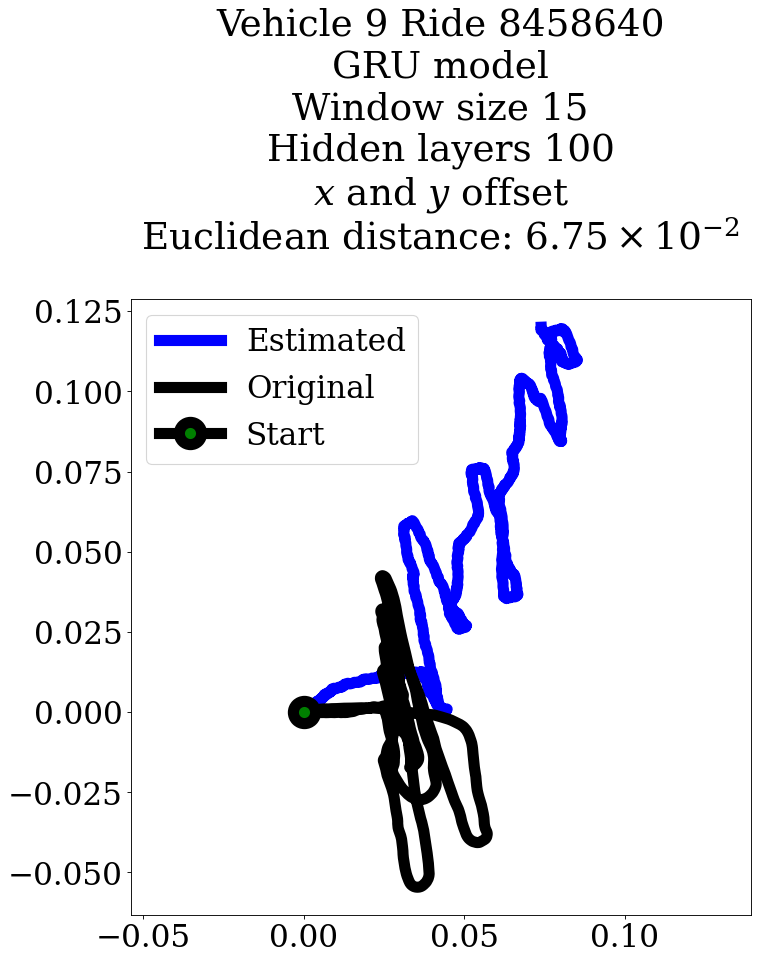 Vehicle 9 Ride 8458640
GRU model
Window size 15
Hidden layers 100
x and y offset
Euclidean distance: 6.75 × 10⁻²
Estimated
Original
Start
0.125
0.100
0.075
0.050
0.025
0.000
−0.025
−0.050
−0.05 0.00 0.05 0.10